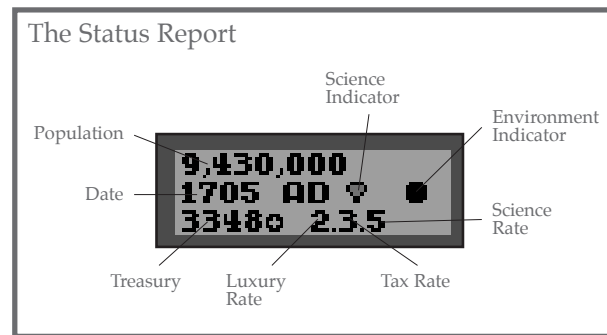 The Status Report
Science
Indicator
Environment
Indicator
Population
9,430,000
Date
1705 AD
3348 2.3.5
Science
Rate
Treasury
Luxury
Rate
Tax Rate